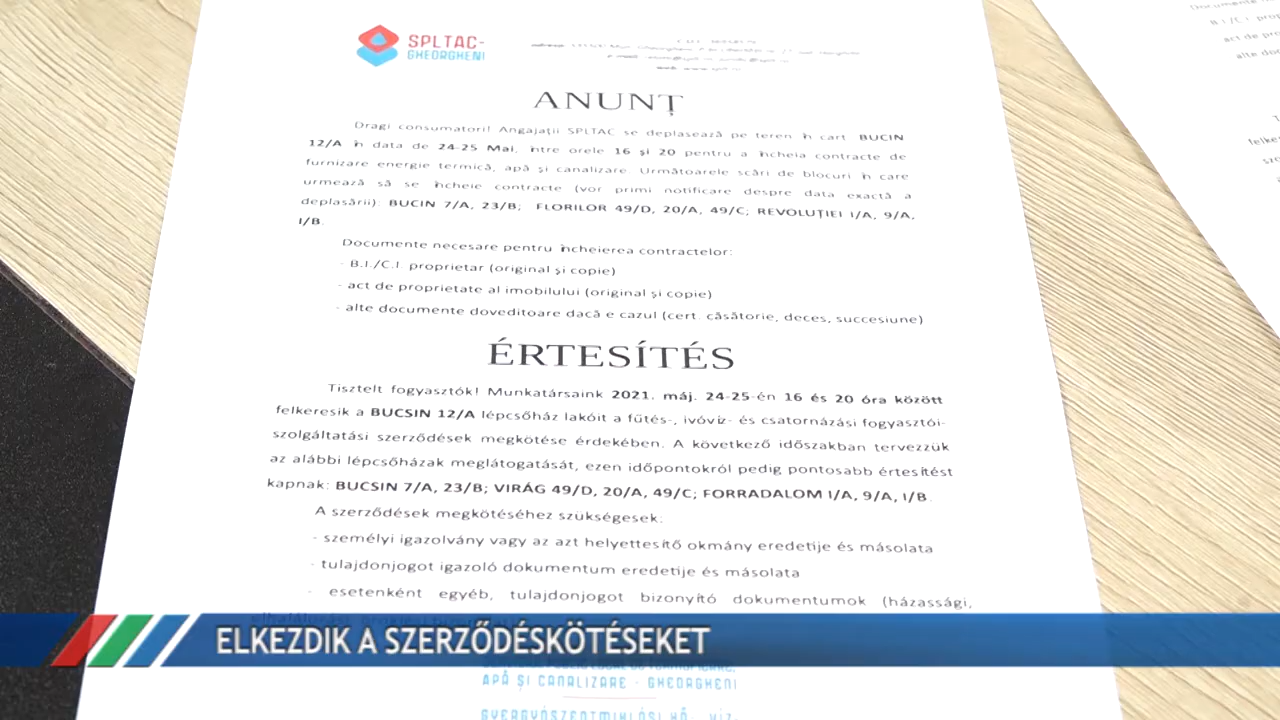 SPLTAC-
GHEORGHENI
ANUNȚ
Dragi consumatori! Angajații SPLTAC se deplasează pe teren în cart. BUCIN
12/A în data de 24-25 Mai, între orele 16 și 20 pentru a încheia contracte de
furnizare energie termică, apă și canalizare. Următoarele scări de blocuri în care
urmează să se încheie contracte (vor primi notificare despre data exactă a
deplasării): BUCIN 7/A, 23/B; FLORILOR 49/D, 20/A, 49/C; REVOLUȚIEI I/A, 9/A,
I/B.
Documente necesare pentru încheierea contractelor:
- B.I./C.I. proprietar (original și copie)
- act de proprietate al imobilului (original și copie)
- alte documente doveditoare dacă e cazul (cert. căsătorie, deces, succesiune)
ÉRTESÍTÉS
Tisztelt fogyasztók! Munkatársaink 2021. máj. 24-25-én 16 és 20 óra között
felkeresik a BUCSIN 12/A lépcsőház lakóit a fűtés-, ivóvíz- és csatornázási fogyasztói-
szolgáltatási szerződések megkötése érdekében. A következő időszakban tervezzük
az alábbi lépcsőházak meglátogatását, ezen időpontokról pedig pontosabb értesítést
kapnak: BUCSIN 7/A, 23/B; VIRÁG 49/D, 20/A, 49/C; FORRADALOM I/A, 9/A, I/B.
A szerződések megkötéséhez szükségesek:
- személyi igazolvány vagy az azt helyettesítő okmány eredetije és másolata
- tulajdonjogot igazoló dokumentum eredetije és másolata
- esetenként egyéb, tulajdonjogot bizonyító dokumentumok (házassági,
ELKEZDIK A SZERZŐDÉSKÖTÉSEKET
APĂ ȘI CANALIZARE - GHEORGHENI
GYERGYÓSZENTMIKLÓSI HŐ-, VÍZ-